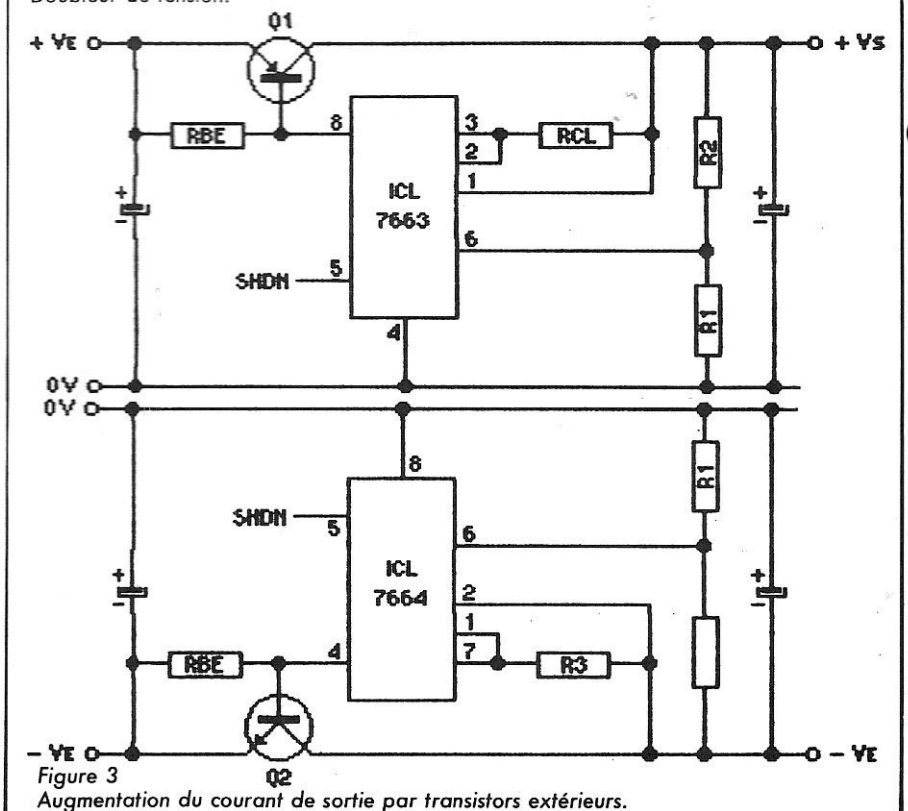 Doubleur de tension.
Q1
+ VE
+ VS
RBE
8
3
RCL
2
R2
ICL
7663
1
+
-
+
-
6
SHDN
5
R1
4
0V
0V
8
R1
SHDN
5
6
ICL
7664
+
-
2
+
-
1
RBE
4
7
R3
- VE
- VE
Q2
Figure 3
Augmentation du courant de sortie par transistors extérieurs.